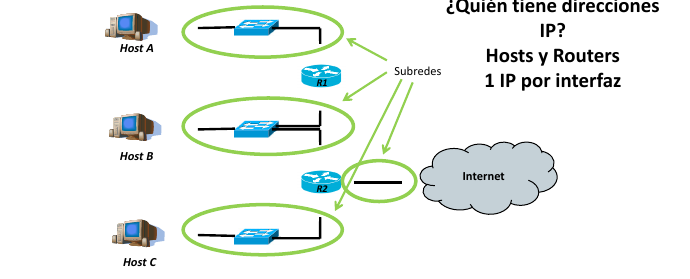 ¿Quién tiene direcciones
IP?
Hosts y Routers
1 IP por interfaz
Host A
R1
Subredes
Host B
R2
Internet
Host C